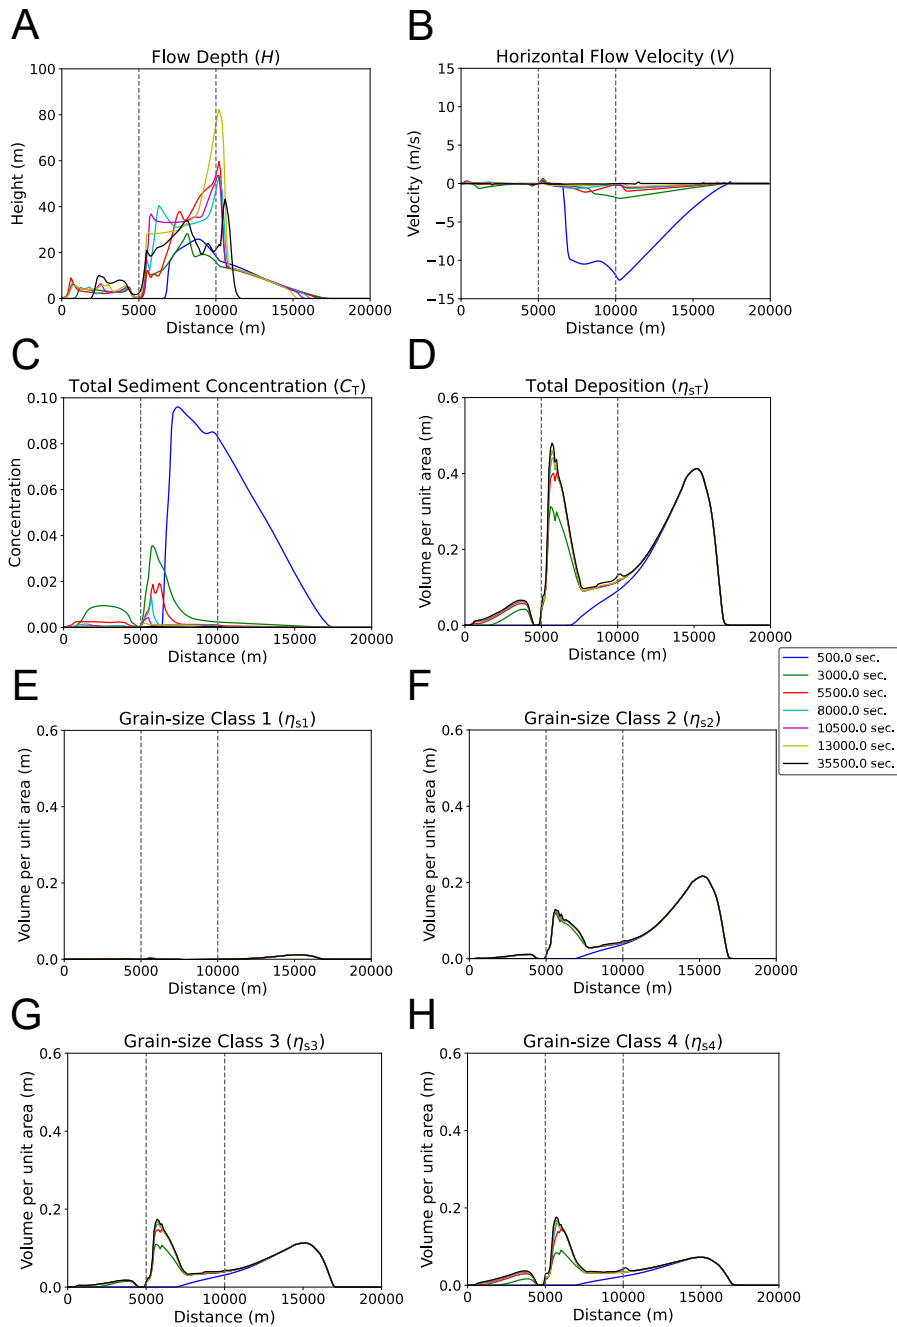 A
Flow Depth (H)
100
80
60
40
20
0
Height (m)
0 5000 10000 15000 20000
Distance (m)
B
Horizontal Flow Velocity (V)
15
10
5
0
−5
−10
−15
Velocity (m/s)
0 5000 10000 15000 20000
Distance (m)
C
Total Sediment Concentration (C_T)
0.10
0.08
0.06
0.04
0.02
0.00
Concentration
0 5000 10000 15000 20000
Distance (m)
D
Total Deposition (η_sT)
0.6
0.4
0.2
0.0
Volume per unit area (m)
0 5000 10000 15000 20000
Distance (m)
500.0 sec.
3000.0 sec.
5500.0 sec.
8000.0 sec.
10500.0 sec.
13000.0 sec.
35500.0 sec.
E
Grain-size Class 1 (η_s1)
0.6
0.4
0.2
0.0
Volume per unit area (m)
0 5000 10000 15000 20000
Distance (m)
F
Grain-size Class 2 (η_s2)
0.6
0.4
0.2
0.0
Volume per unit area (m)
0 5000 10000 15000 20000
Distance (m)
G
Grain-size Class 3 (η_s3)
0.6
0.4
0.2
0.0
Volume per unit area (m)
0 5000 10000 15000 20000
Distance (m)
H
Grain-size Class 4 (η_s4)
0.6
0.4
0.2
0.0
Volume per unit area (m)
0 5000 10000 15000 20000
Distance (m)